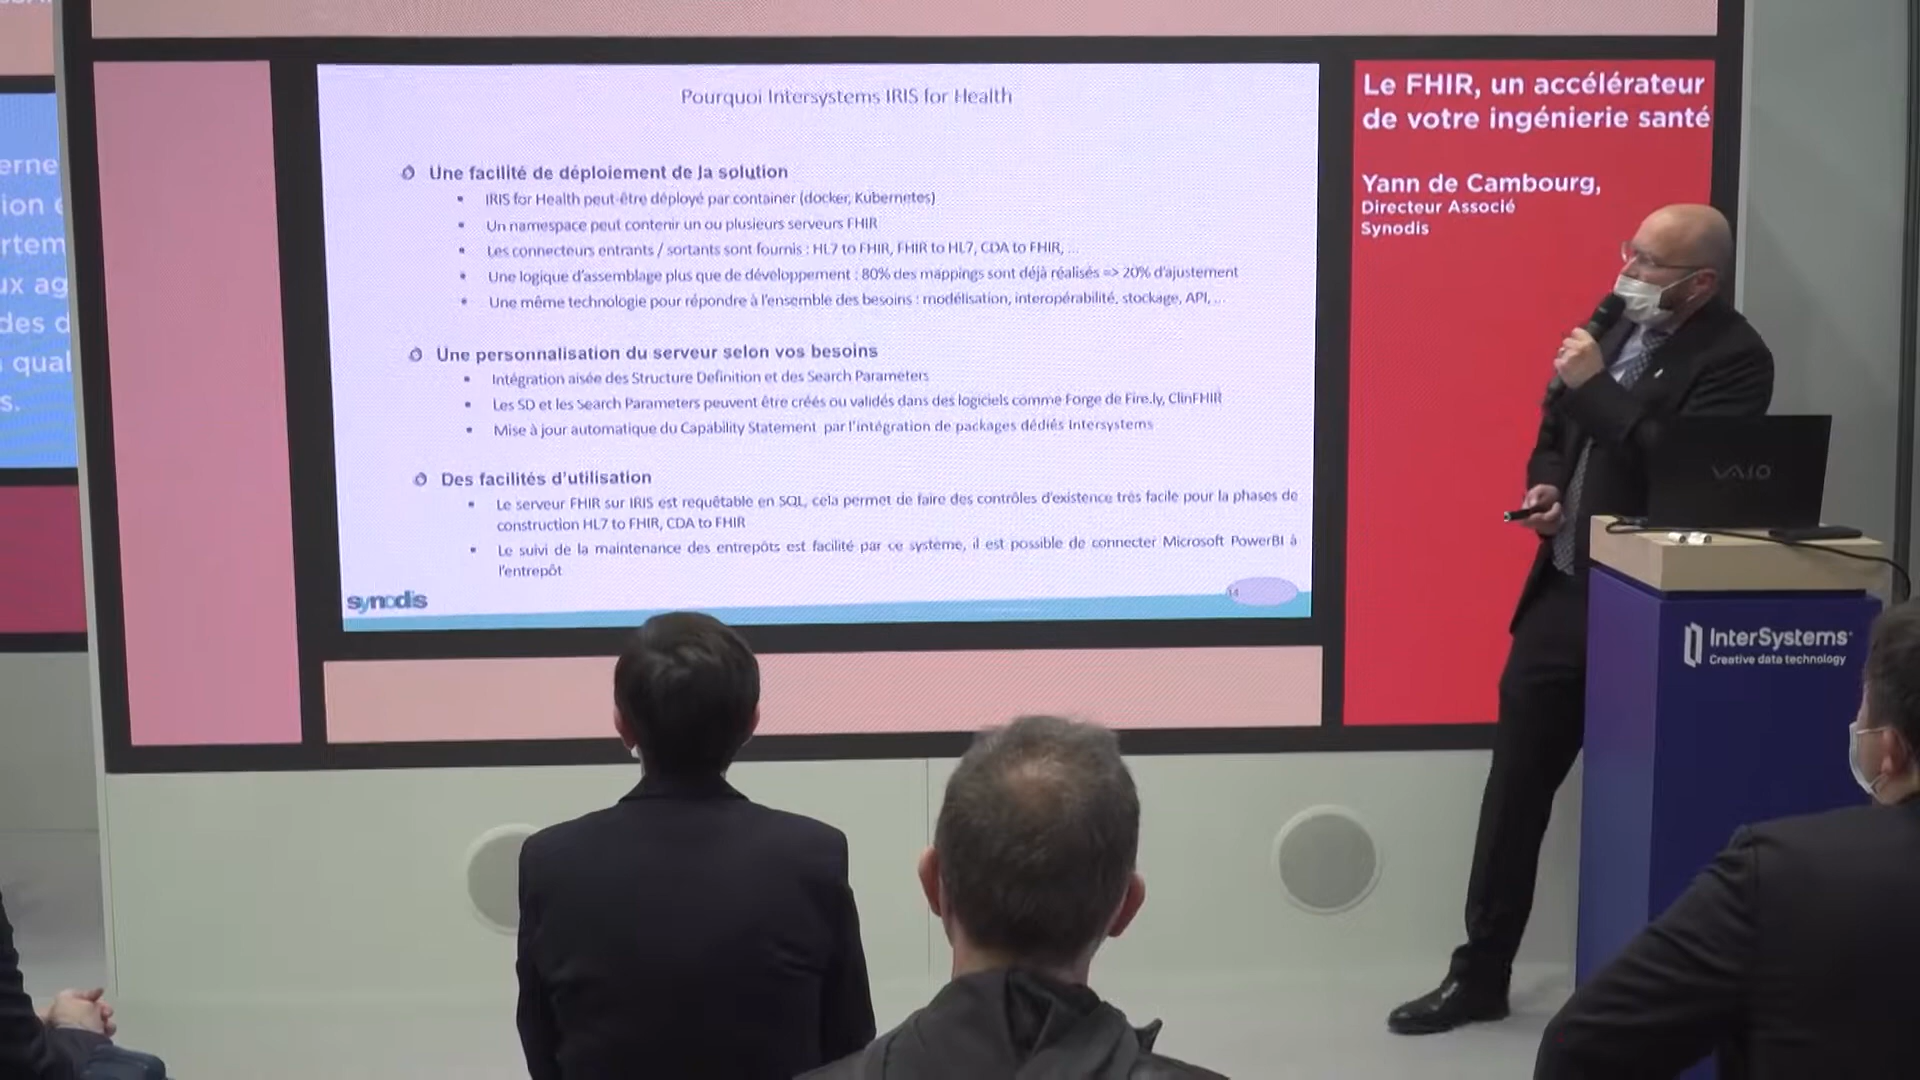 Pourquoi Intersystems IRIS for Health
Une facilité de déploiement de la solution
IRIS for Health peut-être déployé par container (docker, Kubernetes)
Un namespace peut contenir un ou plusieurs serveurs FHIR
Les connecteurs entrants / sortants sont fournis : HL7 to FHIR, FHIR to HL7, CDA to FHIR, ...
Une logique d'assemblage plus que de développement : 80% des mappings sont déjà réalisés => 20% d'ajustement
Une même technologie pour répondre à l'ensemble des besoins : modélisation, interopérabilité, stockage, API, ...
Une personnalisation du serveur selon vos besoins
Intégration aisée des Structure Definition et des Search Parameters
Les SD et les Search Parameters peuvent être créés ou validés dans des logiciels comme Forge de Fire.ly, ClinFHIR
Mise à jour automatique du Capability Statement par l'intégration de packages dédiés Intersystems
Des facilités d'utilisation
Le serveur FHIR sur IRIS est requêtable en SQL, cela permet de faire des contrôles d'existence très facile pour la phases de
construction HL7 to FHIR, CDA to FHIR
Le suivi de la maintenance des entrepôts est facilité par ce système, il est possible de connecter Microsoft PowerBI à
l'entrepôt
synodis
14
Le FHIR, un accélérateur
de votre ingénierie santé
Yann de Cambourg,
Directeur Associé
Synodis
VAIO
InterSystems
Creative data technology
qual
des
s.